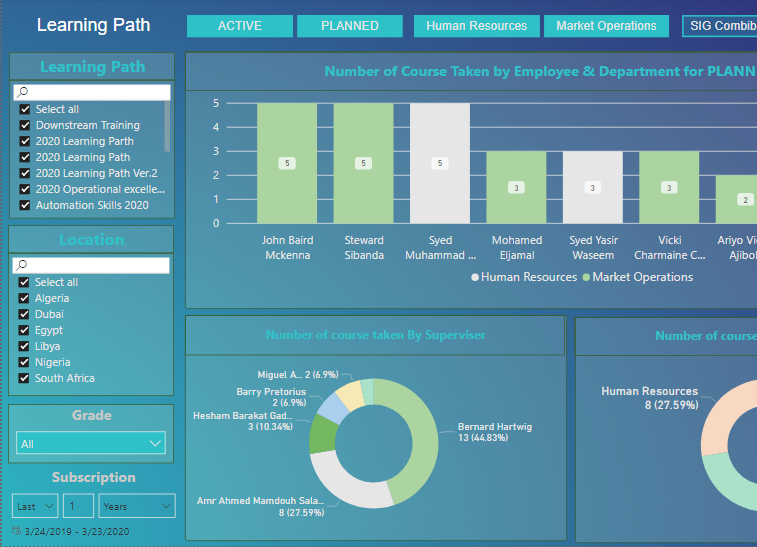 Learning Path
ACTIVE
PLANNED
Human Resources
Market Operations
SIG Combib
Learning Path
Select all
Downstream Training
2020 Learning Parth
2020 Learning Path
2020 Learning Path Ver.2
2020 Operational excelle...
Automation Skills 2020
Location
Select all
Algeria
Dubai
Egypt
Libya
Nigeria
South Africa
Grade
All
Subscription
Last
1
Years
3/24/2019 - 3/23/2020
Number of Course Taken by Employee & Department for PLANN
5
4
3
2
1
0
5
5
5
3
3
3
2
John Baird
Mckenna
Steward
Sibanda
Syed
Muhammad ...
Mohamed
Eljamal
Syed Yasir
Waseem
Vicki
Charmaine C...
Ariyo Vic
Ajibol
Human Resources
Market Operations
Number of course taken By Superviser
Miguel A... 2 (6.9%)
Barry Pretorius
2 (6.9%)
Hesham Barakat Gad...
3 (10.34%)
Bernard Hartwig
13 (44.83%)
Amr Ahmed Mamdouh Sala...
8 (27.59%)
Number of course
Human Resources
8 (27.59%)